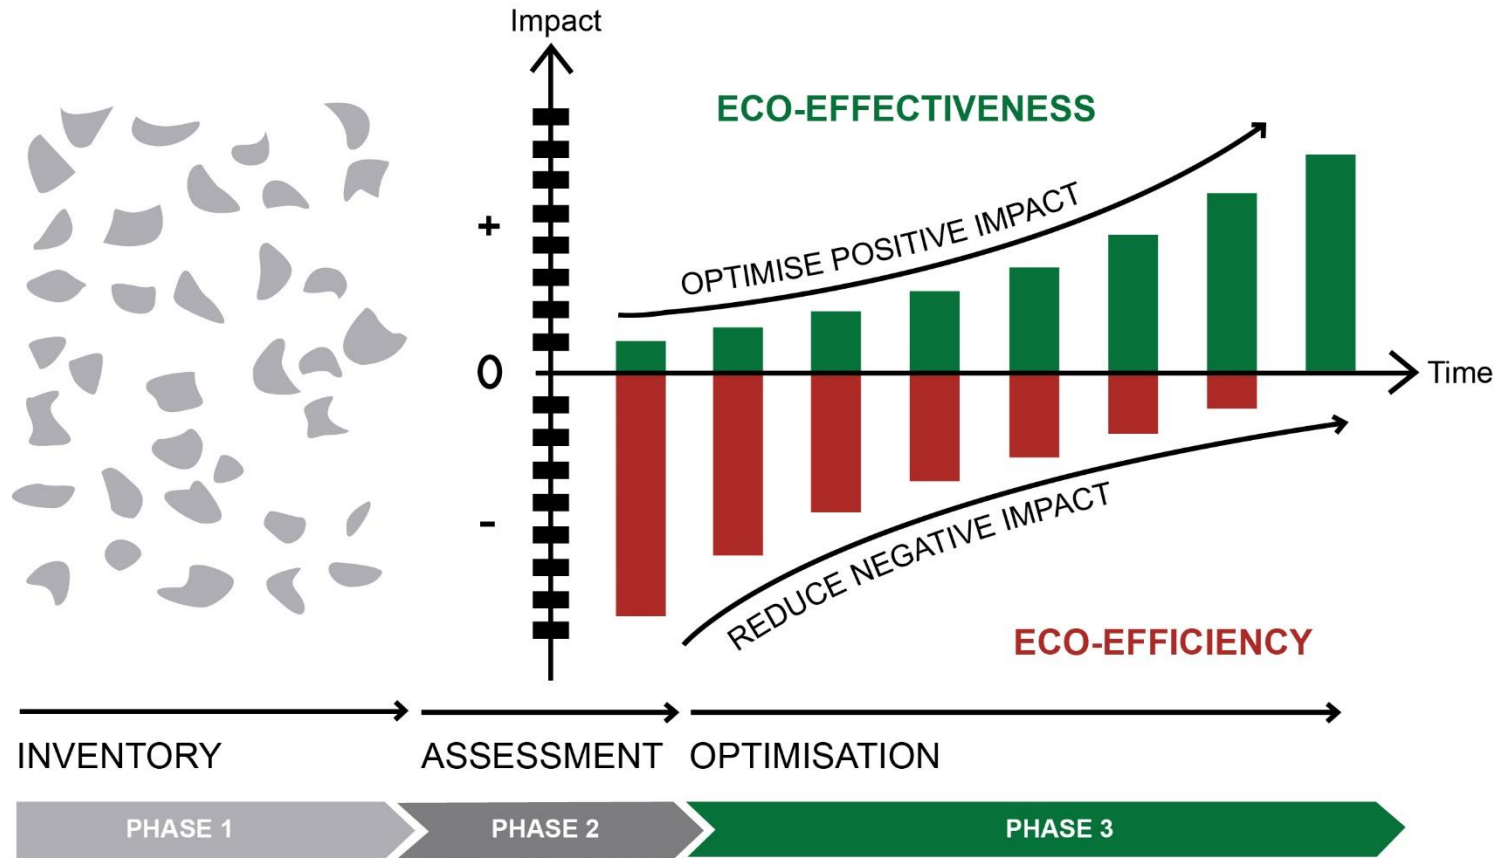 Impact
ECO-EFFECTIVENESS
+
OPTIMISE POSITIVE IMPACT
0
Time
-
REDUCE NEGATIVE IMPACT
ECO-EFFICIENCY
INVENTORY
ASSESSMENT
OPTIMISATION
PHASE 1
PHASE 2
PHASE 3